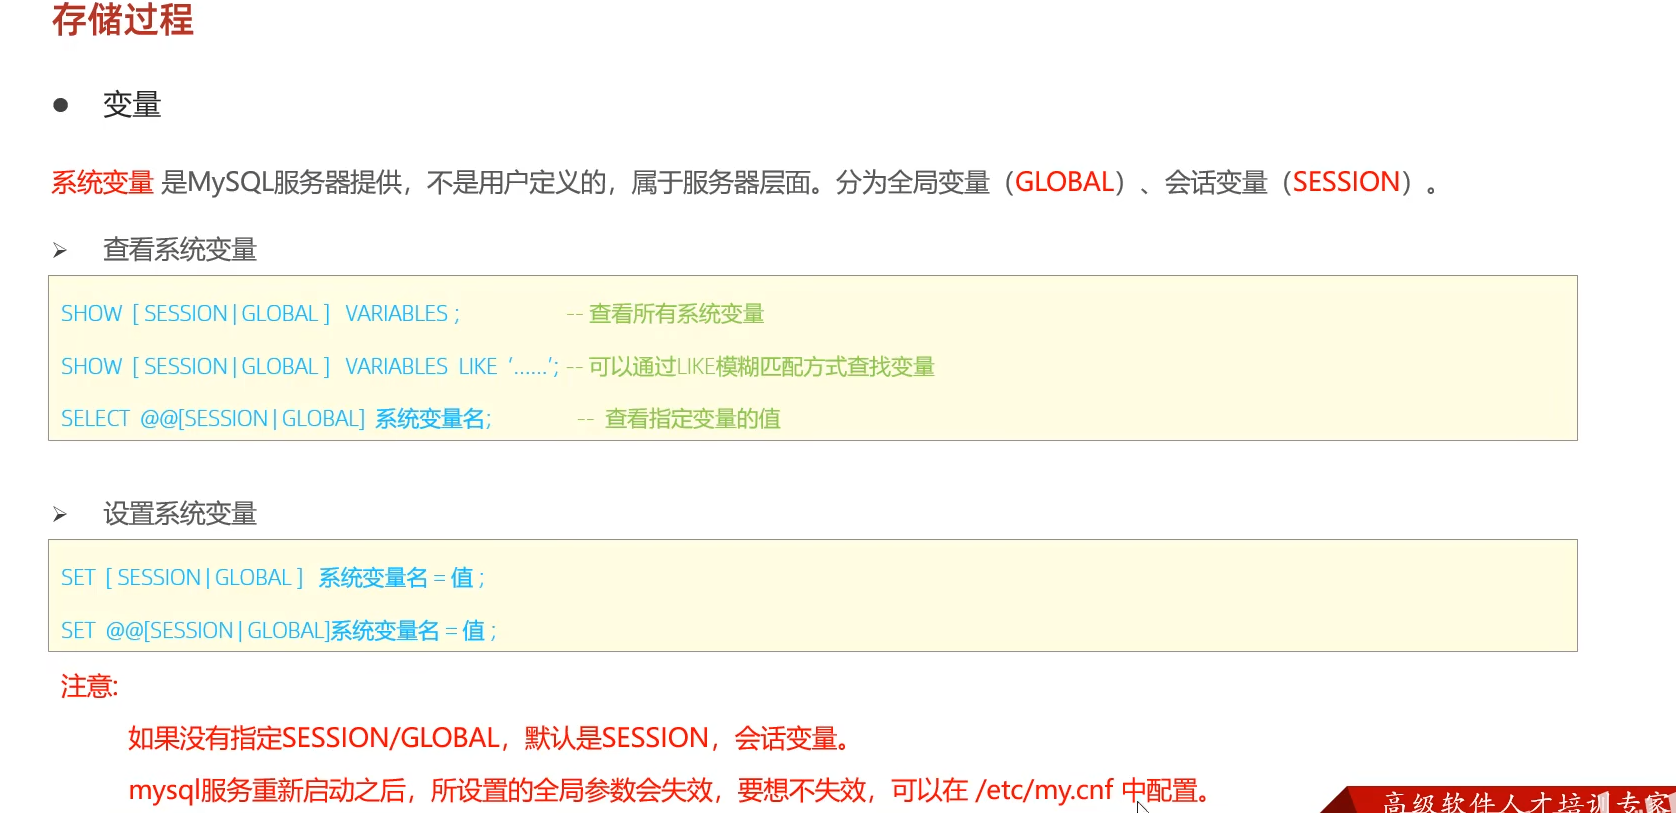 存储过程
变量
系统变量 是MySQL服务器提供，不是用户定义的，属于服务器层面。分为全局变量（GLOBAL）、会话变量（SESSION）。
查看系统变量
SHOW [ SESSION | GLOBAL ] VARIABLES ; -- 查看所有系统变量
SHOW [ SESSION | GLOBAL ] VARIABLES LIKE '......'; -- 可以通过LIKE模糊匹配方式查找变量
SELECT @@[SESSION | GLOBAL] 系统变量名; -- 查看指定变量的值
设置系统变量
SET [ SESSION | GLOBAL ] 系统变量名 = 值 ;
SET @@[SESSION | GLOBAL]系统变量名 = 值 ;
注意:
如果没有指定SESSION/GLOBAL，默认是SESSION，会话变量。
mysql服务重新启动之后，所设置的全局参数会失效，要想不失效，可以在 /etc/my.cnf 中配置。
高级软件人才培训专家